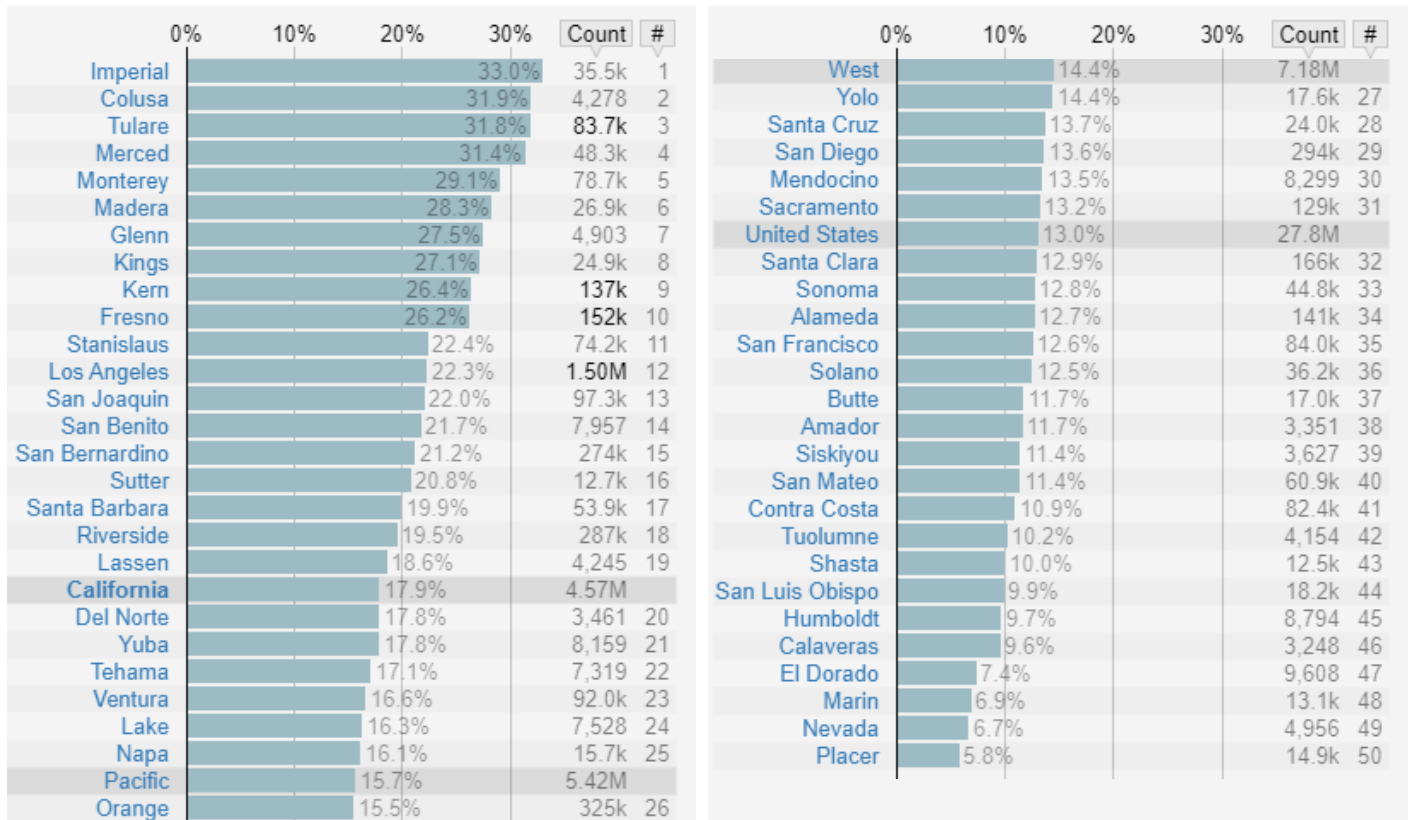 0% 10% 20% 30% Count #
Imperial 33.0% 35.5k 1
Colusa 31.9% 4,278 2
Tulare 31.8% 83.7k 3
Merced 31.4% 48.3k 4
Monterey 29.1% 78.7k 5
Madera 28.3% 26.9k 6
Glenn 27.5% 4,903 7
Kings 27.1% 24.9k 8
Kern 26.4% 137k 9
Fresno 26.2% 152k 10
Stanislaus 22.4% 74.2k 11
Los Angeles 22.3% 1.50M 12
San Joaquin 22.0% 97.3k 13
San Benito 21.7% 7,957 14
San Bernardino 21.2% 274k 15
Sutter 20.8% 12.7k 16
Santa Barbara 19.9% 53.9k 17
Riverside 19.5% 287k 18
Lassen 18.6% 4,245 19
California 17.9% 4.57M
Del Norte 17.8% 3,461 20
Yuba 17.8% 8,159 21
Tehama 17.1% 7,319 22
Ventura 16.6% 92.0k 23
Lake 16.3% 7,528 24
Napa 16.1% 15.7k 25
Pacific 15.7% 5.42M
Orange 15.5% 325k 26
0% 10% 20% 30% Count #
West 14.4% 7.18M
Yolo 14.4% 17.6k 27
Santa Cruz 13.7% 24.0k 28
San Diego 13.6% 294k 29
Mendocino 13.5% 8,299 30
Sacramento 13.2% 129k 31
United States 13.0% 27.8M
Santa Clara 12.9% 166k 32
Sonoma 12.8% 44.8k 33
Alameda 12.7% 141k 34
San Francisco 12.6% 84.0k 35
Solano 12.5% 36.2k 36
Butte 11.7% 17.0k 37
Amador 11.7% 3,351 38
Siskiyou 11.4% 3,627 39
San Mateo 11.4% 60.9k 40
Contra Costa 10.9% 82.4k 41
Tuolumne 10.2% 4,154 42
Shasta 10.0% 12.5k 43
San Luis Obispo 9.9% 18.2k 44
Humboldt 9.7% 8,794 45
Calaveras 9.6% 3,248 46
El Dorado 7.4% 9,608 47
Marin 6.9% 13.1k 48
Nevada 6.7% 4,956 49
Placer 5.8% 14.9k 50